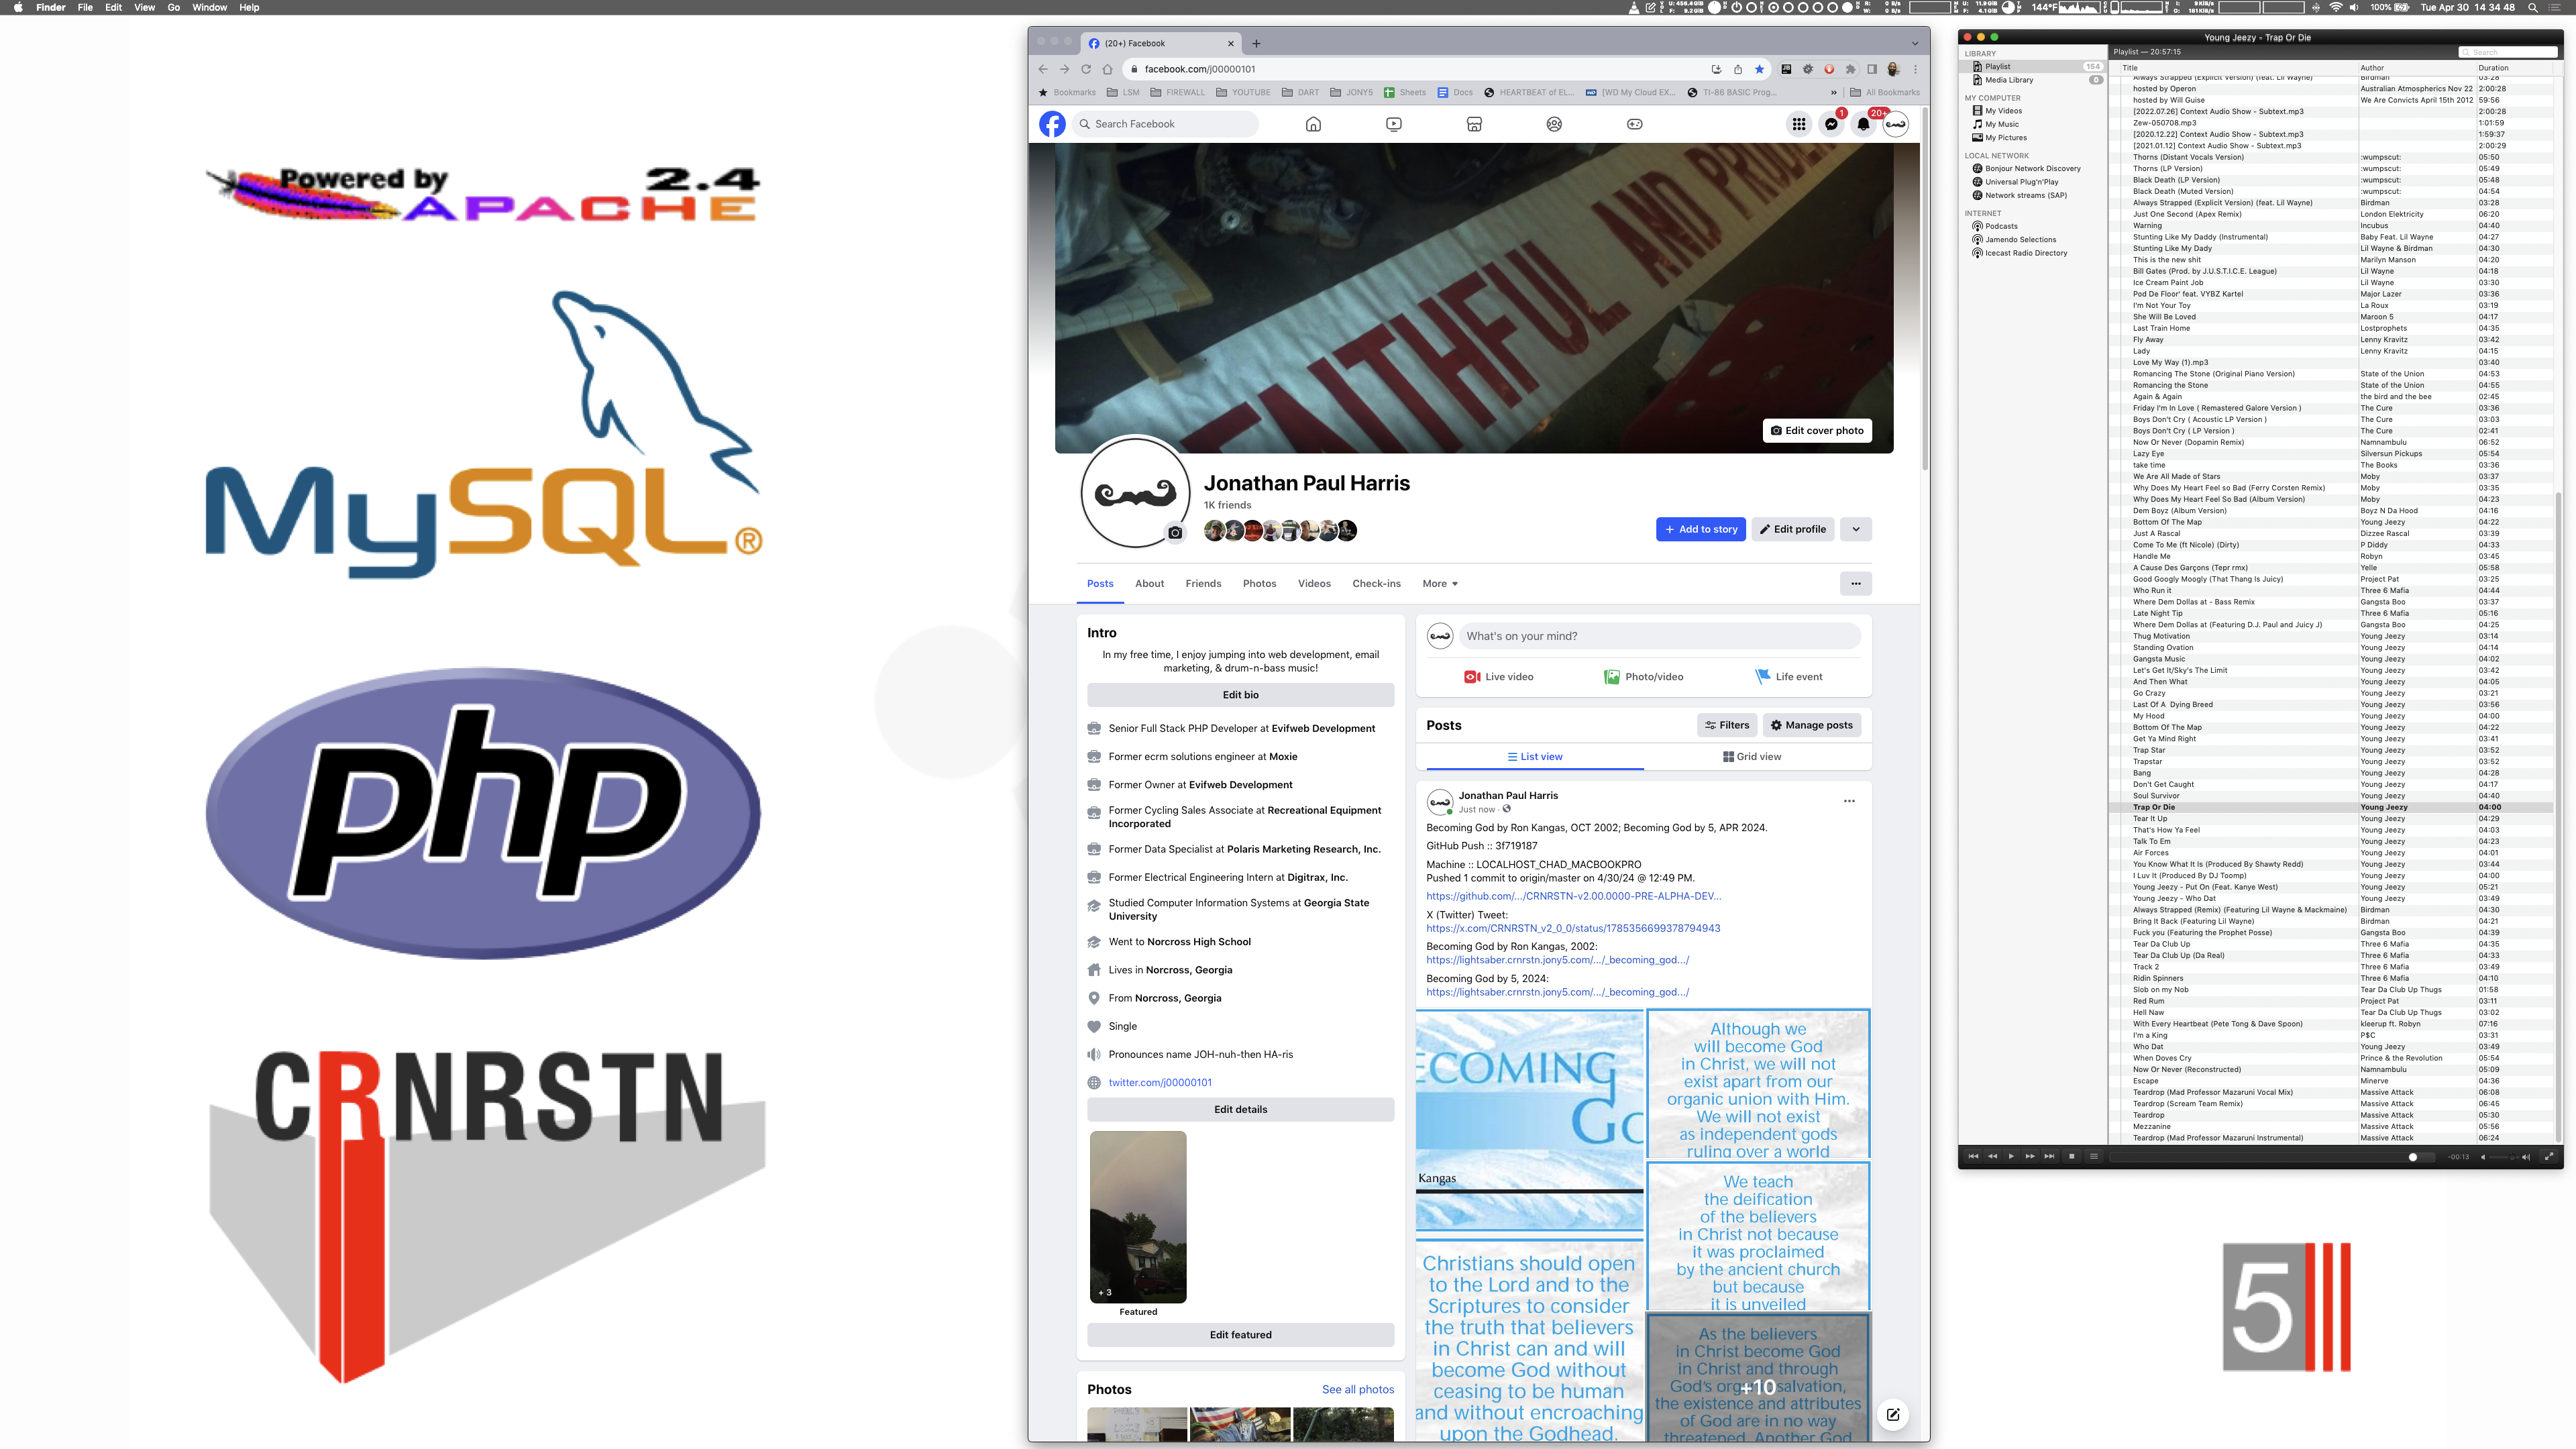 Finder File Edit View Go Window Help
144°F
100%
Tue Apr 30 14 34 48
Powered by
APACHE
2.4
MySQL®
php
CRNRSTN
(20+) Facebook
facebook.com/j00000101
Bookmarks LSM FIREWALL YOUTUBE DART JONY5 Sheets Docs HEARTBEAT of EL... [WD My Cloud EX... TI-86 BASIC Prog... » All Bookmarks
Search Facebook
1
20+
FAITHFUL AND
Edit cover photo
Jonathan Paul Harris
1K friends
+ Add to story
Edit profile
Posts About Friends Photos Videos Check-ins More
Intro
In my free time, I enjoy jumping into web development, email
marketing, & drum-n-bass music!
Edit bio
Senior Full Stack PHP Developer at Evifweb Development
Former ecrm solutions engineer at Moxie
Former Owner at Evifweb Development
Former Cycling Sales Associate at Recreational Equipment
Incorporated
Former Data Specialist at Polaris Marketing Research, Inc.
Former Electrical Engineering Intern at Digitrax, Inc.
Studied Computer Information Systems at Georgia State
University
Went to Norcross High School
Lives in Norcross, Georgia
From Norcross, Georgia
Single
Pronounces name JOH-nuh-then HA-ris
twitter.com/j00000101
Edit details
+ 3
Featured
Edit featured
Photos
See all photos
What's on your mind?
Live video
Photo/video
Life event
Posts
Filters
Manage posts
List view
Grid view
Jonathan Paul Harris
Just now
Becoming God by Ron Kangas, OCT 2002; Becoming God by 5, APR 2024.
GitHub Push :: 3f719187
Machine :: LOCALHOST_CHAD_MACBOOKPRO
Pushed 1 commit to origin/master on 4/30/24 @ 12:49 PM.
https://github.com/.../CRNRSTN-v2.00.0000-PRE-ALPHA-DEV...
X (Twitter) Tweet:
https://x.com/CRNRSTN_v2_0_0/status/1785356699378794943
Becoming God by Ron Kangas, 2002:
https://lightsaber.crnrstn.jony5.com/.../_becoming_god.../
Becoming God by 5, 2024:
https://lightsaber.crnrstn.jony5.com/.../_becoming_god.../
ECOMING
Go
Kangas
Although we
will become God
in Christ, we will not
exist apart from our
organic union with Him.
We will not exist
as independent gods
ruling over a world
We teach
the deification
of the believers
in Christ not because
it was proclaimed
by the ancient church
but because
it is unveiled
Christians should open
to the Lord and to the
Scriptures to consider
the truth that believers
in Christ can and will
become God without
ceasing to be human
and without encroaching
upon the Godhead.
As the believers
in Christ become God
in Christ and through
God's organic salvation,
the existence and attributes
of God are in no way
threatened. Another God
+10
Young Jeezy - Trap Or Die
Playlist — 20:57:15
Search
LIBRARY
Playlist 154
Media Library 0
MY COMPUTER
My Videos
My Music
My Pictures
LOCAL NETWORK
Bonjour Network Discovery
Universal Plug'n'Play
Network streams (SAP)
INTERNET
Podcasts
Jamendo Selections
Icecast Radio Directory
Title Author Duration
Always Strapped (Explicit Version) (feat. Lil Wayne) Birdman 03:28
hosted by Operon Australian Atmospherics Nov 22 2:00:28
hosted by Will Guise We Are Convicts April 15th 2012 59:56
[2022.07.26] Context Audio Show - Subtext.mp3 2:00:28
Zew-050708.mp3 1:01:59
[2020.12.22] Context Audio Show - Subtext.mp3 1:59:37
[2021.01.12] Context Audio Show - Subtext.mp3 2:00:29
Thorns (Distant Vocals Version) :wumpscut: 05:50
Thorns (LP Version) :wumpscut: 05:49
Black Death (LP Version) :wumpscut: 05:48
Black Death (Muted Version) :wumpscut: 04:54
Always Strapped (Explicit Version) (feat. Lil Wayne) Birdman 03:28
Just One Second (Apex Remix) London Elektricity 06:20
Warning Incubus 04:40
Stunting Like My Daddy (Instrumental) Baby Feat. Lil Wayne 04:27
Stunting Like My Dady Lil Wayne & Birdman 04:30
This is the new shit Marilyn Manson 04:20
Bill Gates (Prod. by J.U.S.T.I.C.E. League) Lil Wayne 04:18
Ice Cream Paint Job Lil Wayne 03:30
Pod De Floor' feat. VYBZ Kartel Major Lazer 03:36
I'm Not Your Toy La Roux 03:19
She Will Be Loved Maroon 5 04:17
Last Train Home Lostprophets 04:35
Fly Away Lenny Kravitz 03:42
Lady Lenny Kravitz 04:15
Love My Way (1).mp3 03:40
Romancing The Stone (Original Piano Version) State of the Union 04:53
Romancing the Stone State of the Union 04:55
Again & Again the bird and the bee 02:45
Friday I'm In Love ( Remastered Galore Version ) The Cure 03:36
Boys Don't Cry ( Acoustic LP Version ) The Cure 03:03
Boys Don't Cry ( LP Version ) The Cure 02:41
Now Or Never (Dopamin Remix) Namnambulu 06:52
Lazy Eye Silversun Pickups 05:54
take time The Books 03:36
We Are All Made of Stars Moby 03:37
Why Does My Heart Feel so Bad (Ferry Corsten Remix) Moby 03:35
Why Does My Heart Feel So Bad (Album Version) Moby 04:23
Dem Boyz (Album Version) Boyz N Da Hood 04:16
Bottom Of The Map Young Jeezy 04:22
Just A Rascal Dizzee Rascal 03:39
Come To Me (ft Nicole) (Dirty) P Diddy 04:33
Handle Me Robyn 03:45
A Cause Des Garçons (Tepr rmx) Yelle 05:58
Good Googly Moogly (That Thang Is Juicy) Project Pat 03:25
Who Run it Three 6 Mafia 04:44
Where Dem Dollas at - Bass Remix Gangsta Boo 03:37
Late Night Tip Three 6 Mafia 05:16
Where Dem Dollas at (Featuring D.J. Paul and Juicy J) Gangsta Boo 04:25
Thug Motivation Young Jeezy 03:14
Standing Ovation Young Jeezy 04:14
Gangsta Music Young Jeezy 04:02
Let's Get It/Sky's The Limit Young Jeezy 03:42
And Then What Young Jeezy 04:05
Go Crazy Young Jeezy 03:21
Last Of A Dying Breed Young Jeezy 03:56
My Hood Young Jeezy 04:00
Bottom Of The Map Young Jeezy 04:22
Get Ya Mind Right Young Jeezy 03:41
Trap Star Young Jeezy 03:52
Trapstar Young Jeezy 03:52
Bang Young Jeezy 04:28
Don't Get Caught Young Jeezy 04:17
Soul Survivor Young Jeezy 04:40
Trap Or Die Young Jeezy 04:00
Tear It Up Young Jeezy 04:29
That's How Ya Feel Young Jeezy 04:03
Talk To Em Young Jeezy 04:23
Air Forces Young Jeezy 04:01
You Know What It Is (Produced By Shawty Redd) Young Jeezy 03:44
I Luv It (Produced By DJ Toomp) Young Jeezy 04:00
Young Jeezy - Put On (Feat. Kanye West) Young Jeezy 05:21
Young Jeezy - Who Dat Young Jeezy 03:49
Always Strapped (Remix) (Featuring Lil Wayne & Mackmaine) Birdman 04:30
Bring It Back (Featuring Lil Wayne) Birdman 04:21
Fuck you (Featuring the Prophet Posse) Gangsta Boo 04:39
Tear Da Club Up Three 6 Mafia 04:35
Tear Da Club Up (Da Real) Three 6 Mafia 04:33
Track 2 Three 6 Mafia 03:49
Ridin Spinners Three 6 Mafia 04:10
Slob on my Nob Tear Da Club Up Thugs 01:58
Red Rum Project Pat 03:11
Hell Naw Tear Da Club Up Thugs 03:02
With Every Heartbeat (Pete Tong & Dave Spoon) kleerup ft. Robyn 07:16
I'm a King P$C 03:31
Who Dat Young Jeezy 03:49
When Doves Cry Prince & the Revolution 05:54
Now Or Never (Reconstructed) Namnambulu 05:09
Escape Minerve 04:36
Teardrop (Mad Professor Mazaruni Vocal Mix) Massive Attack 06:08
Teardrop (Scream Team Remix) Massive Attack 06:45
Teardrop Massive Attack 05:30
Mezzanine Massive Attack 05:56
Teardrop (Mad Professor Mazaruni Instrumental) Massive Attack 06:24
-00:13
5